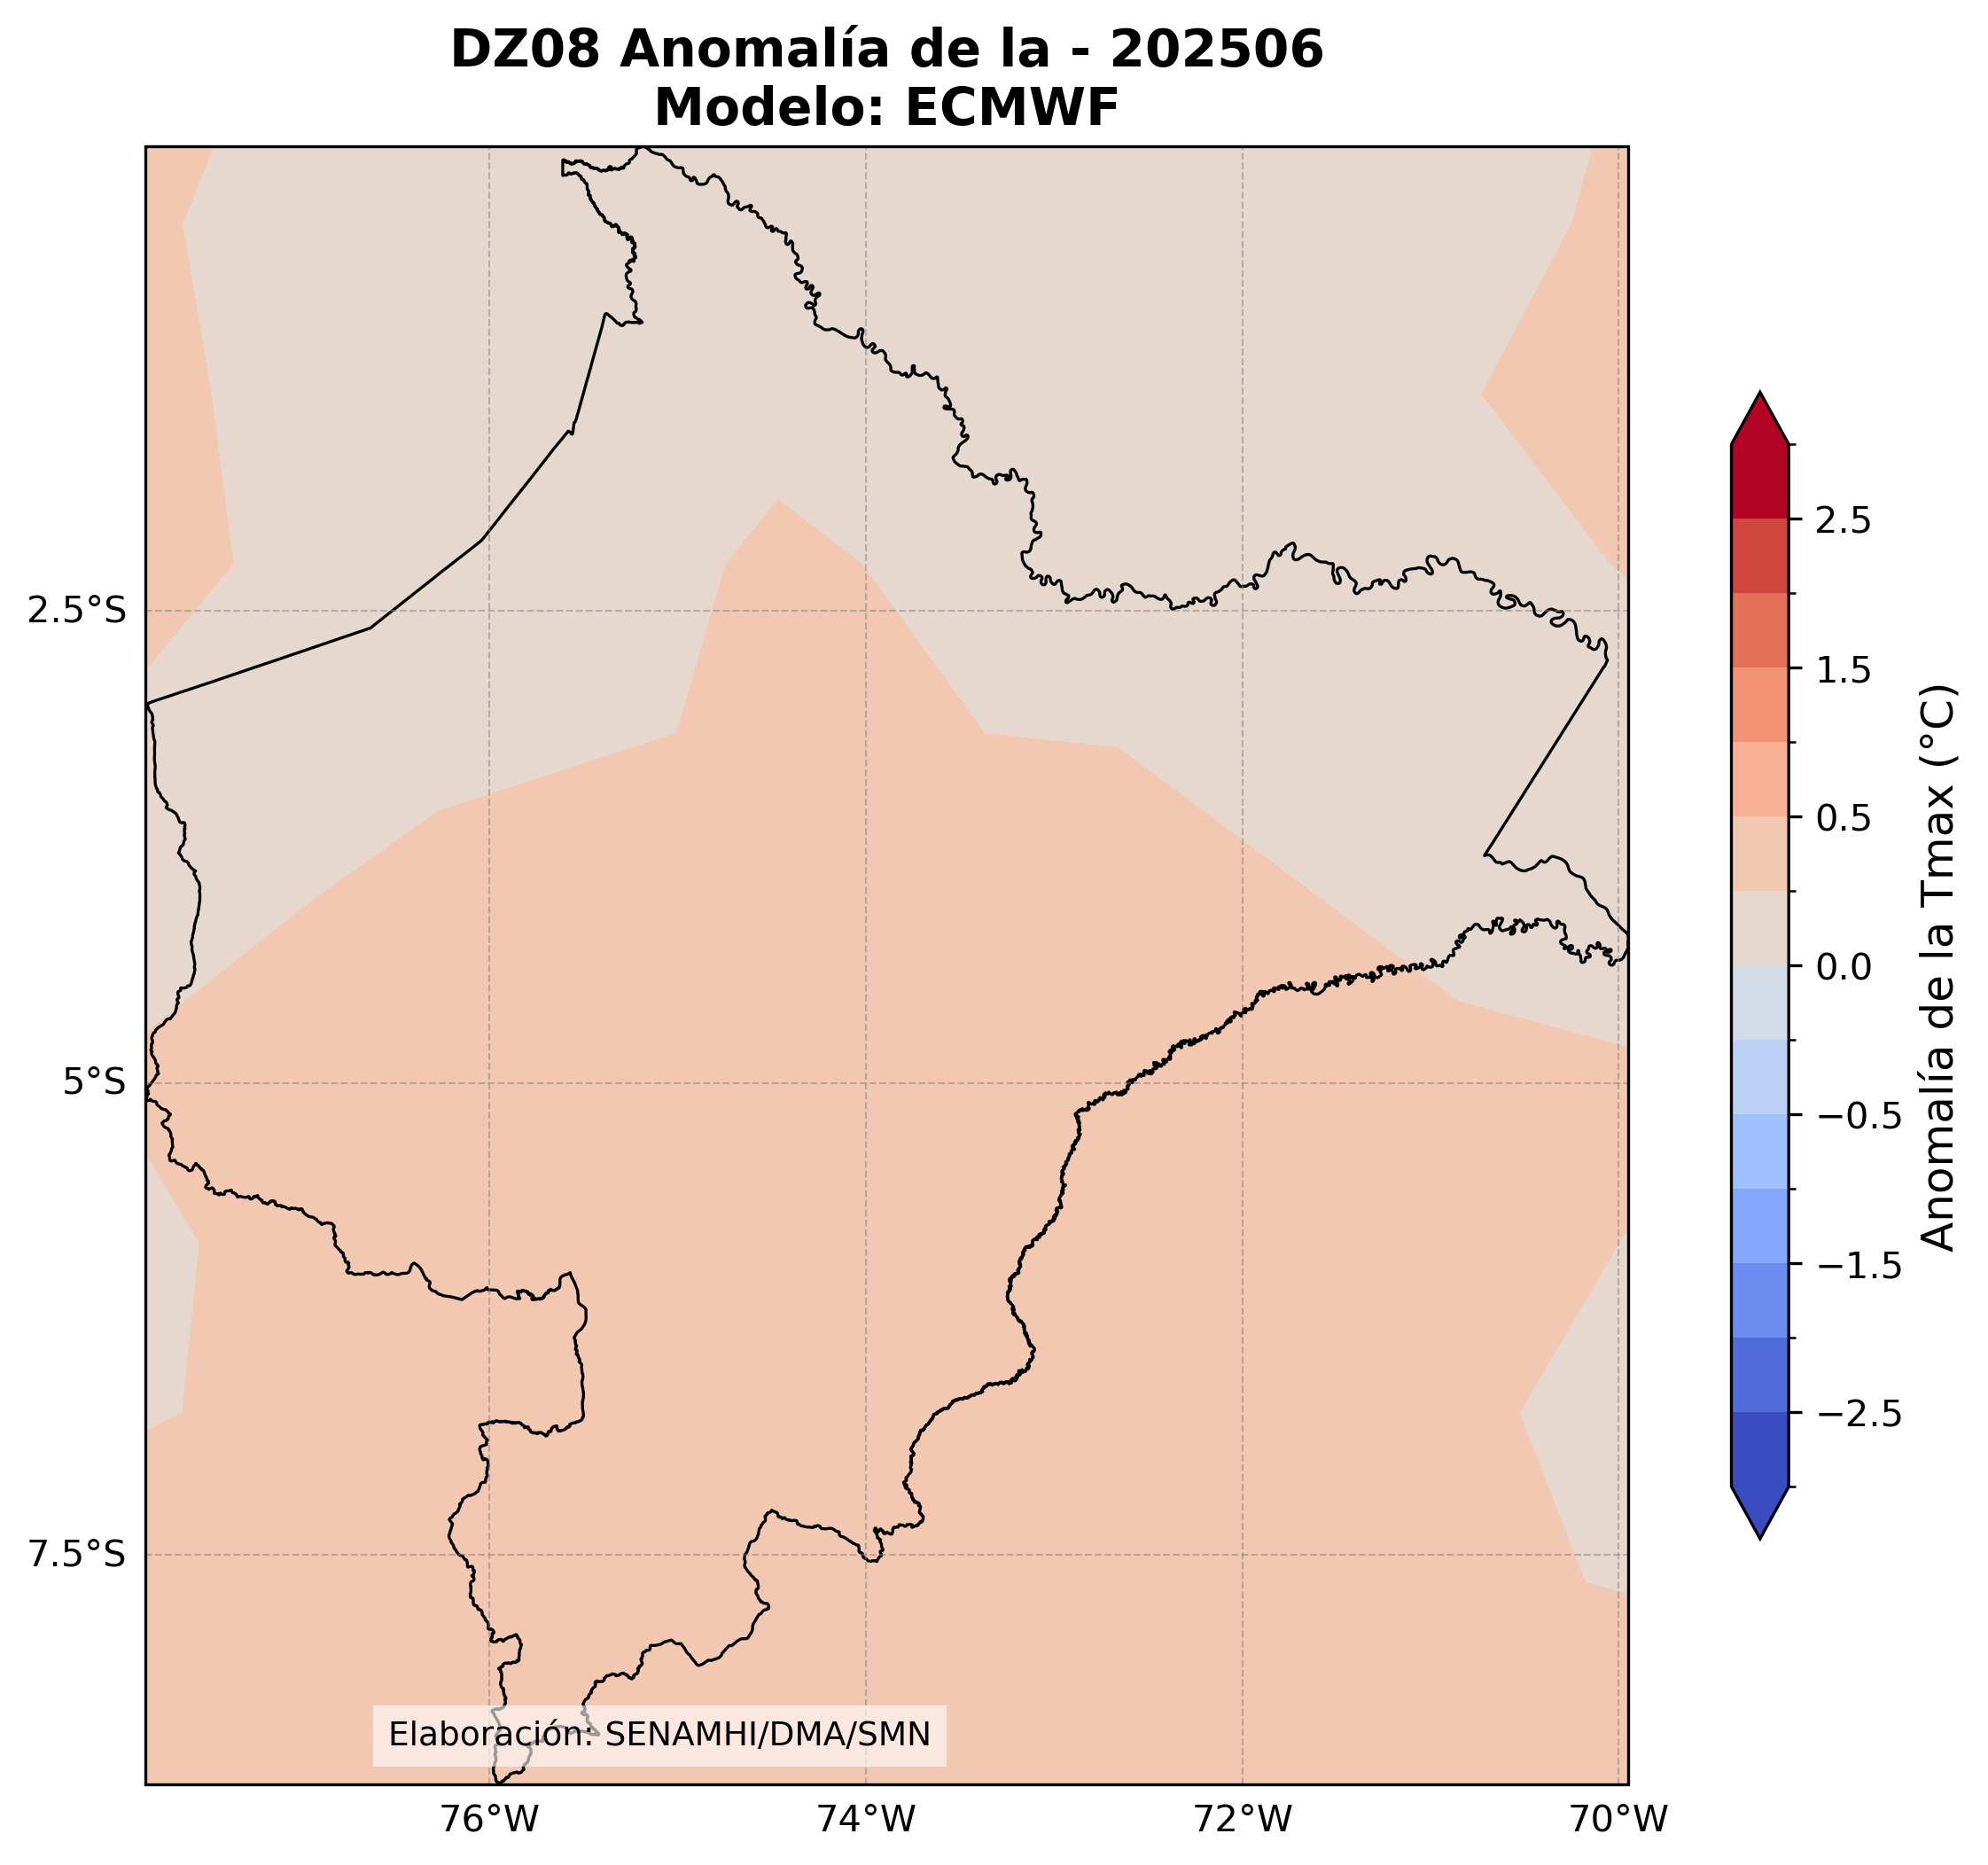 DZ08 Anomalía de la - 202506
Modelo: ECMWF
2.5°S
5°S
7.5°S
76°W
74°W
72°W
70°W
Elaboración: SENAMHI/DMA/SMN
2.5
1.5
0.5
0.0
−0.5
−1.5
−2.5
Anomalía de la Tmax (°C)